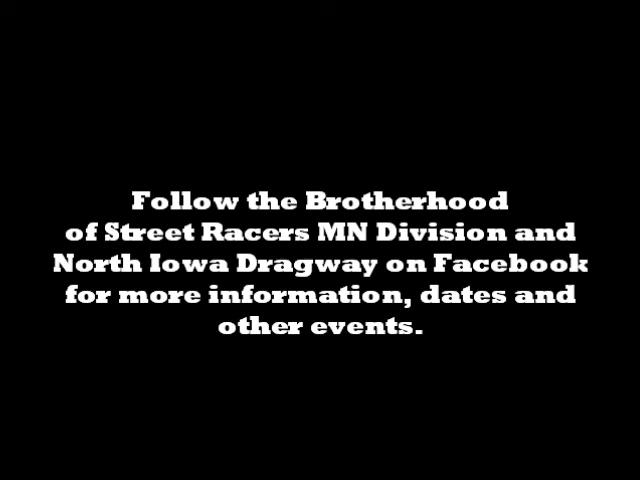 Follow the Brotherhood
of Street Racers MN Division and
North Iowa Dragway on Facebook
for more information, dates and
other events.